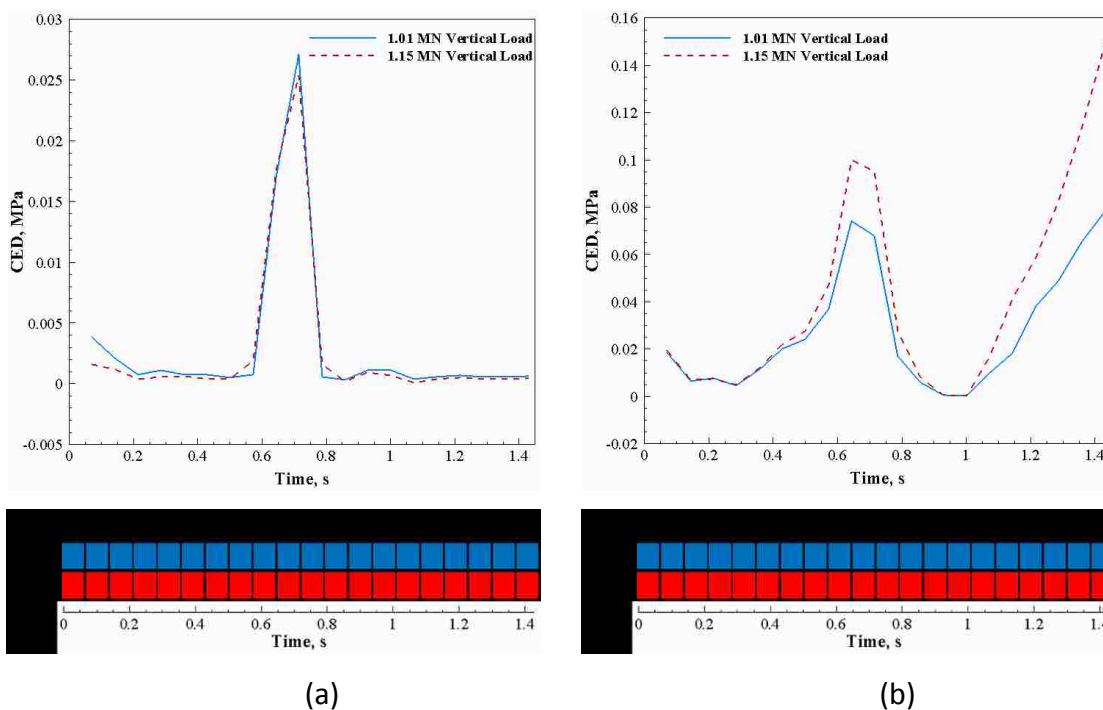 0.03
1.01 MN Vertical Load
1.15 MN Vertical Load
0.025
0.02
0.015
0.01
0.005
0
-0.005
CED, MPa
0 0.2 0.4 0.6 0.8 1 1.2 1.4
Time, s
0 0.2 0.4 0.6 0.8 1 1.2 1.4
Time, s
(a)
0.16
1.01 MN Vertical Load
1.15 MN Vertical Load
0.14
0.12
0.1
0.08
0.06
0.04
0.02
0
-0.02
CED, MPa
0 0.2 0.4 0.6 0.8 1 1.2 1.4
Time, s
0 0.2 0.4 0.6 0.8 1 1.2 1.4
Time, s
(b)